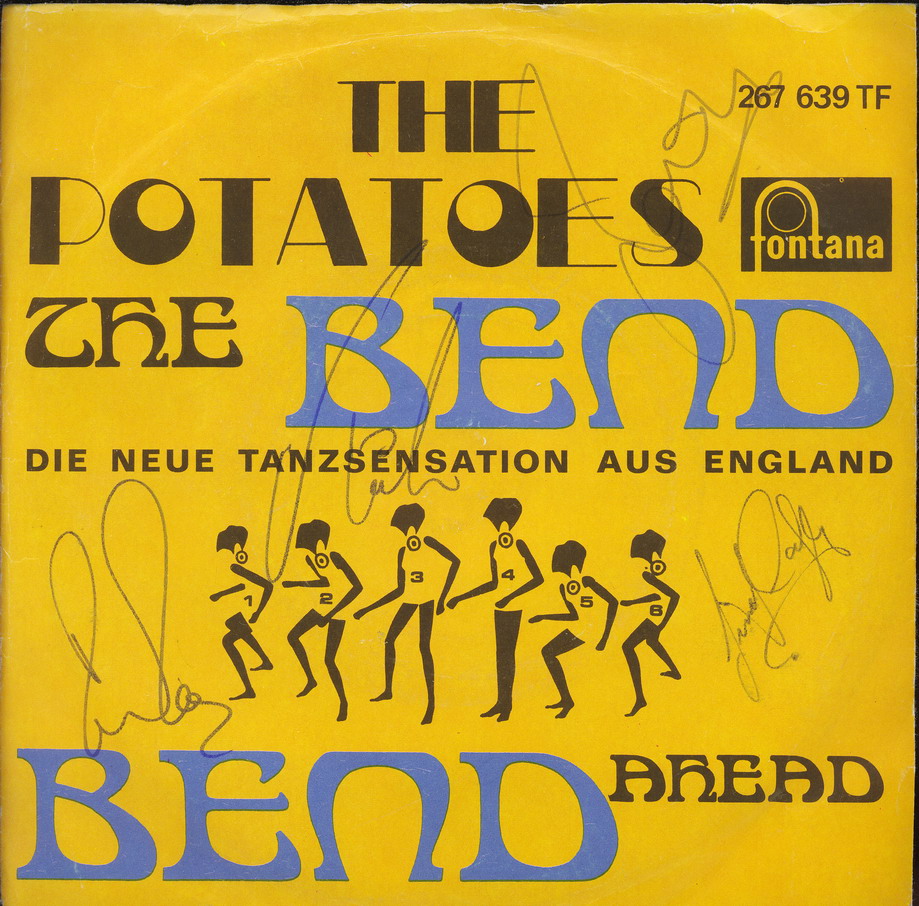 THE
267 639 TF
POTATOES
fontana
THE BEND
DIE NEUE TANZSENSATION AUS ENGLAND
1 2 3 4 5 6
BEND AHEAD